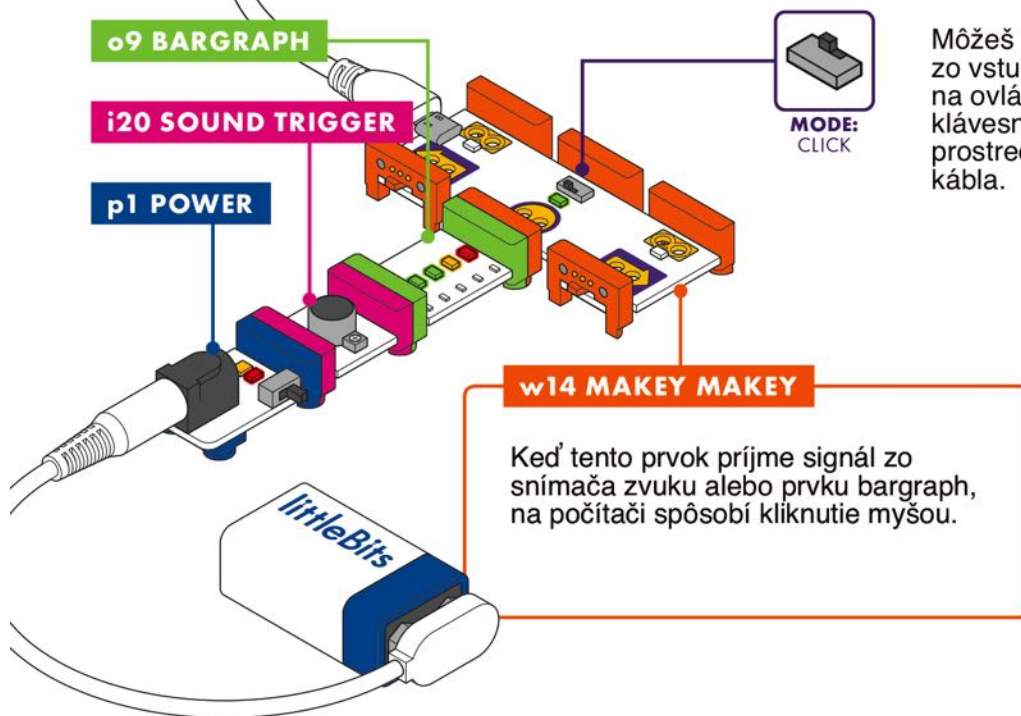 o9 BARGRAPH
i20 SOUND TRIGGER
p1 POWER
MODE:
CLICK
Môžeš
zo vstu
na ovlá
klávesn
prostred
kábla.
w14 MAKEY MAKEY
Keď tento prvok príjme signál zo
snímača zvuku alebo prvku bargraph,
na počítači spôsobí kliknutie myšou.
littleBits